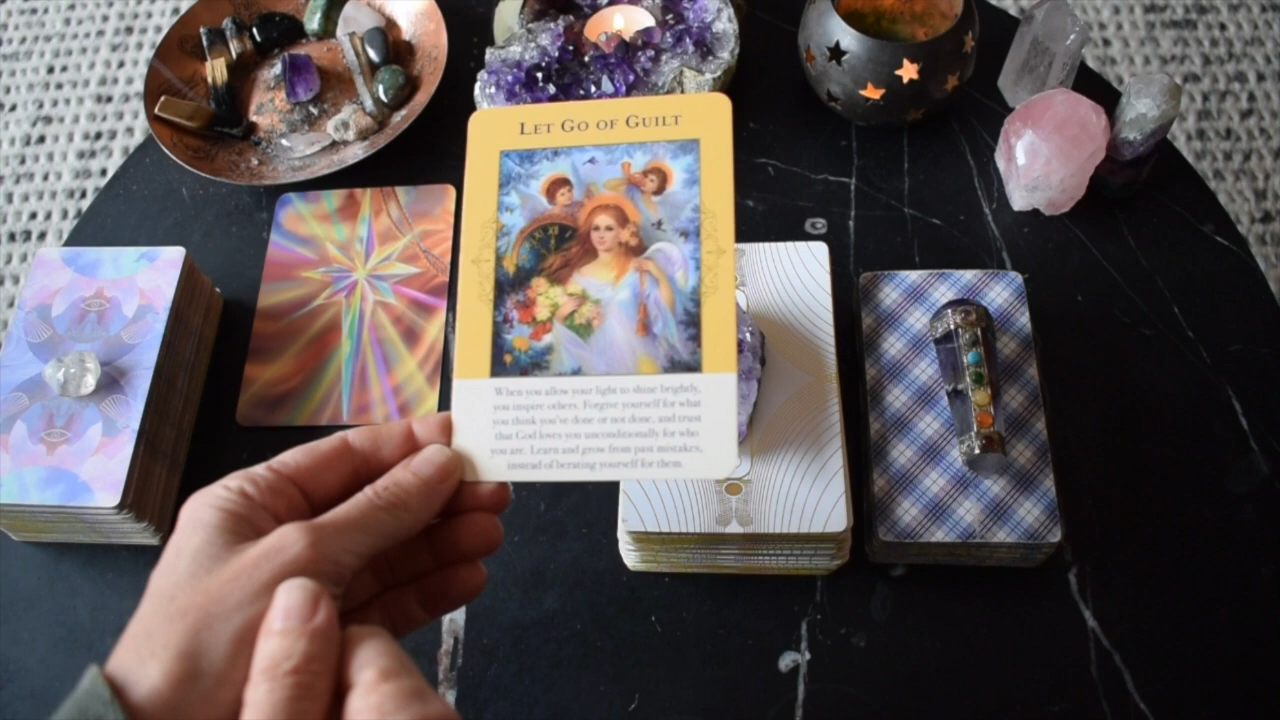 LET GO OF GUILT
When you allow your light to shine brightly,
you inspire others. Forgive yourself for what
you think you've done or not done, and trust
that God loves you unconditionally for who
you are. Learn and grow from past mistakes,
instead of berating yourself for them.